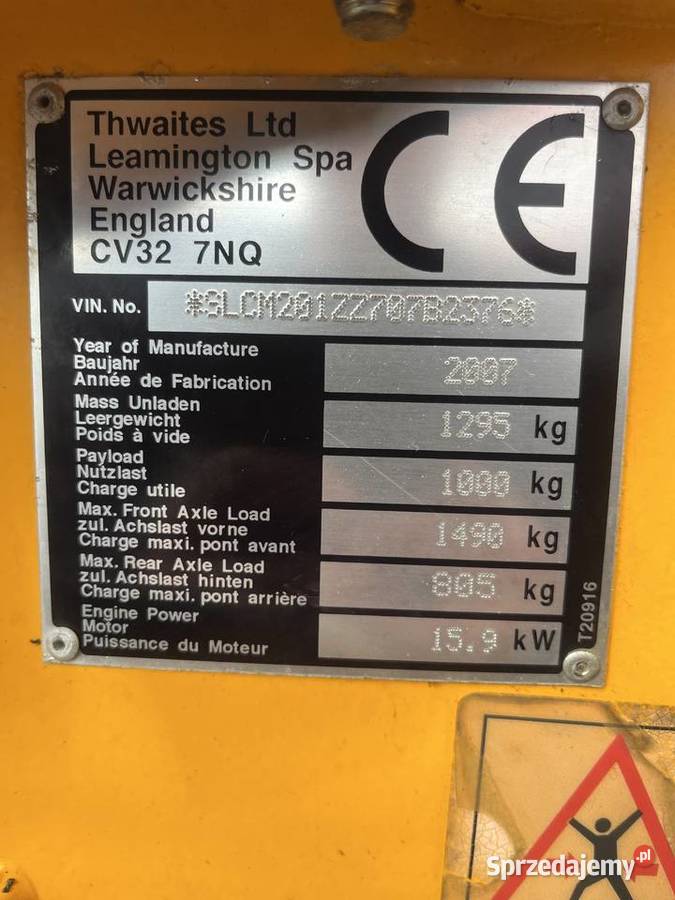 Thwaites Ltd
Leamington Spa
Warwickshire
England
CV32 7NQ
CE
VIN. No. *SLCM201ZZ707B2376*
Year of Manufacture
Baujahr
Année de Fabrication
2007
Mass Unladen
Leergewicht
Poids à vide
1295 kg
Payload
Nutzlast
Charge utile
1000 kg
Max. Front Axle Load
zul. Achslast vorne
Charge maxi. pont avant
1490 kg
Max. Rear Axle Load
zul. Achslast hinten
Charge maxi. pont arrière
805 kg
Engine Power
Motor
Puissance du Moteur
15.9 kW
T20916
Sprzedajemy.pl